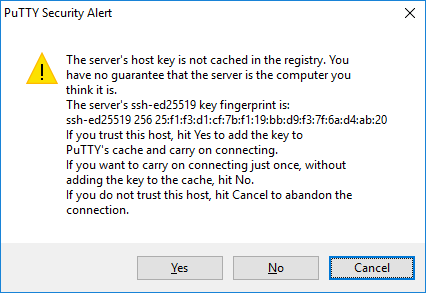 PuTTY Security Alert
The server's host key is not cached in the registry. You
have no guarantee that the server is the computer you
think it is.
The server's ssh-ed25519 key fingerprint is:
ssh-ed25519 256 25:f1:f3:d1:cf:7b:f1:19:bb:d9:f3:7f:6a:d4:ab:20
If you trust this host, hit Yes to add the key to
PuTTY's cache and carry on connecting.
If you want to carry on connecting just once, without
adding the key to the cache, hit No.
If you do not trust this host, hit Cancel to abandon the
connection.
Yes No Cancel